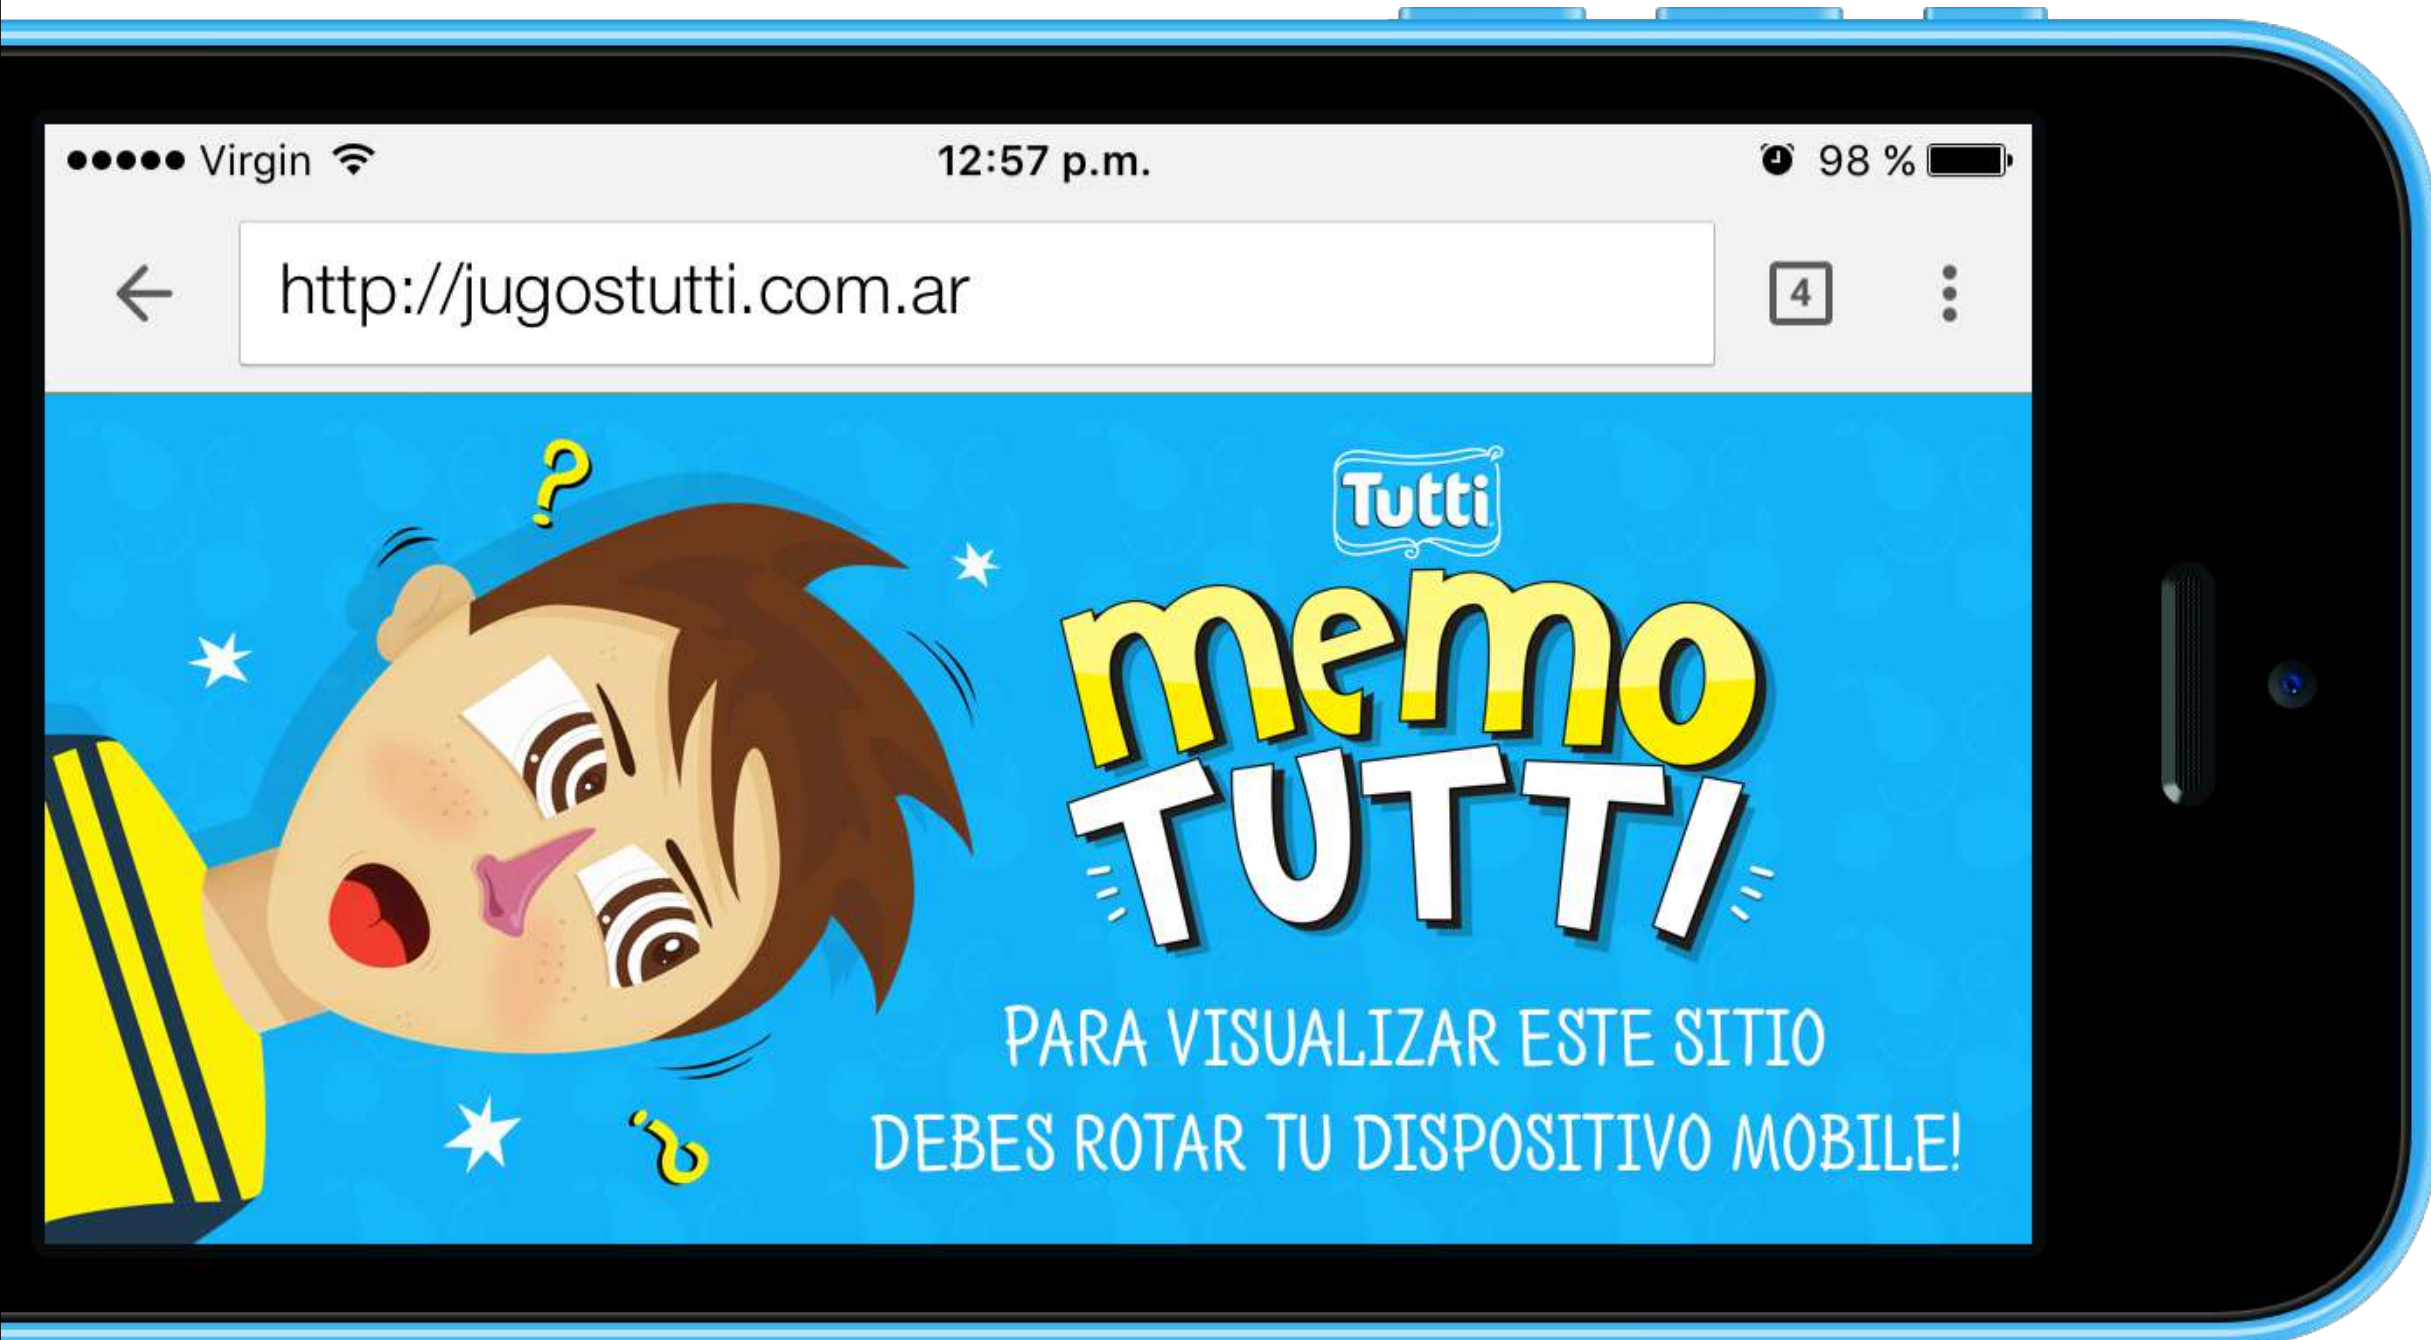 Virgin
12:57 p.m.
98 %
http://jugostutti.com.ar
4
Tutti
memo
TUTTI
PARA VISUALIZAR ESTE SITIO
DEBES ROTAR TU DISPOSITIVO MOBILE!